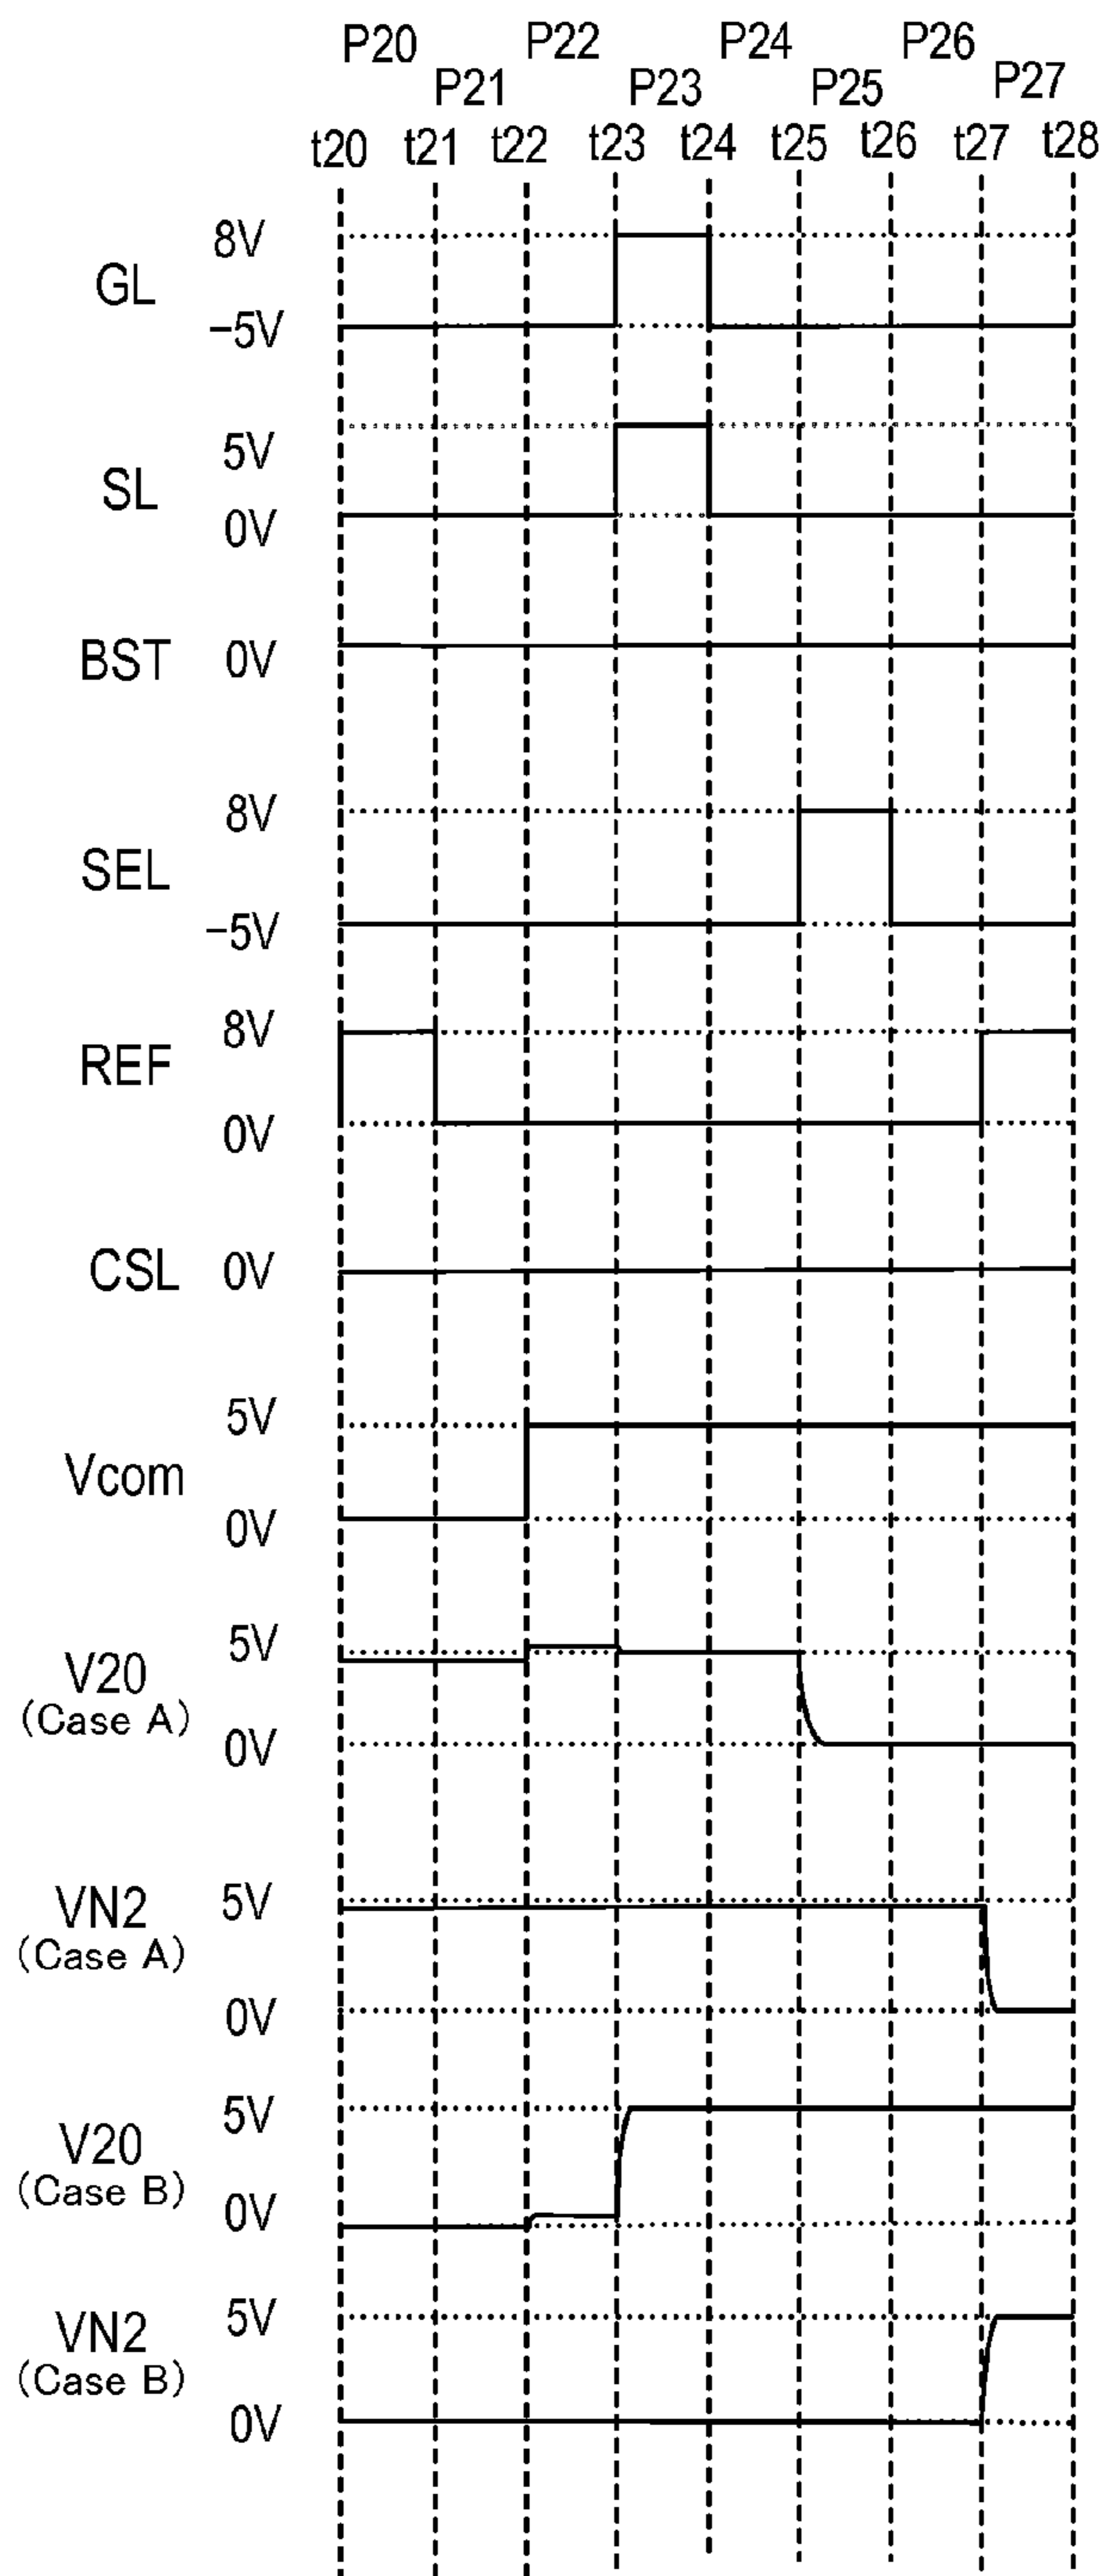 P20 P22 P24 P26
P21 P23 P25 P27
t20 t21 t22 t23 t24 t25 t26 t27 t28
8V
GL
−5V
5V
SL
0V
BST 0V
8V
SEL
−5V
8V
REF
0V
CSL 0V
5V
Vcom
0V
5V
V20
(Case A)
0V
5V
VN2
(Case A)
0V
5V
V20
(Case B)
0V
5V
VN2
(Case B)
0V